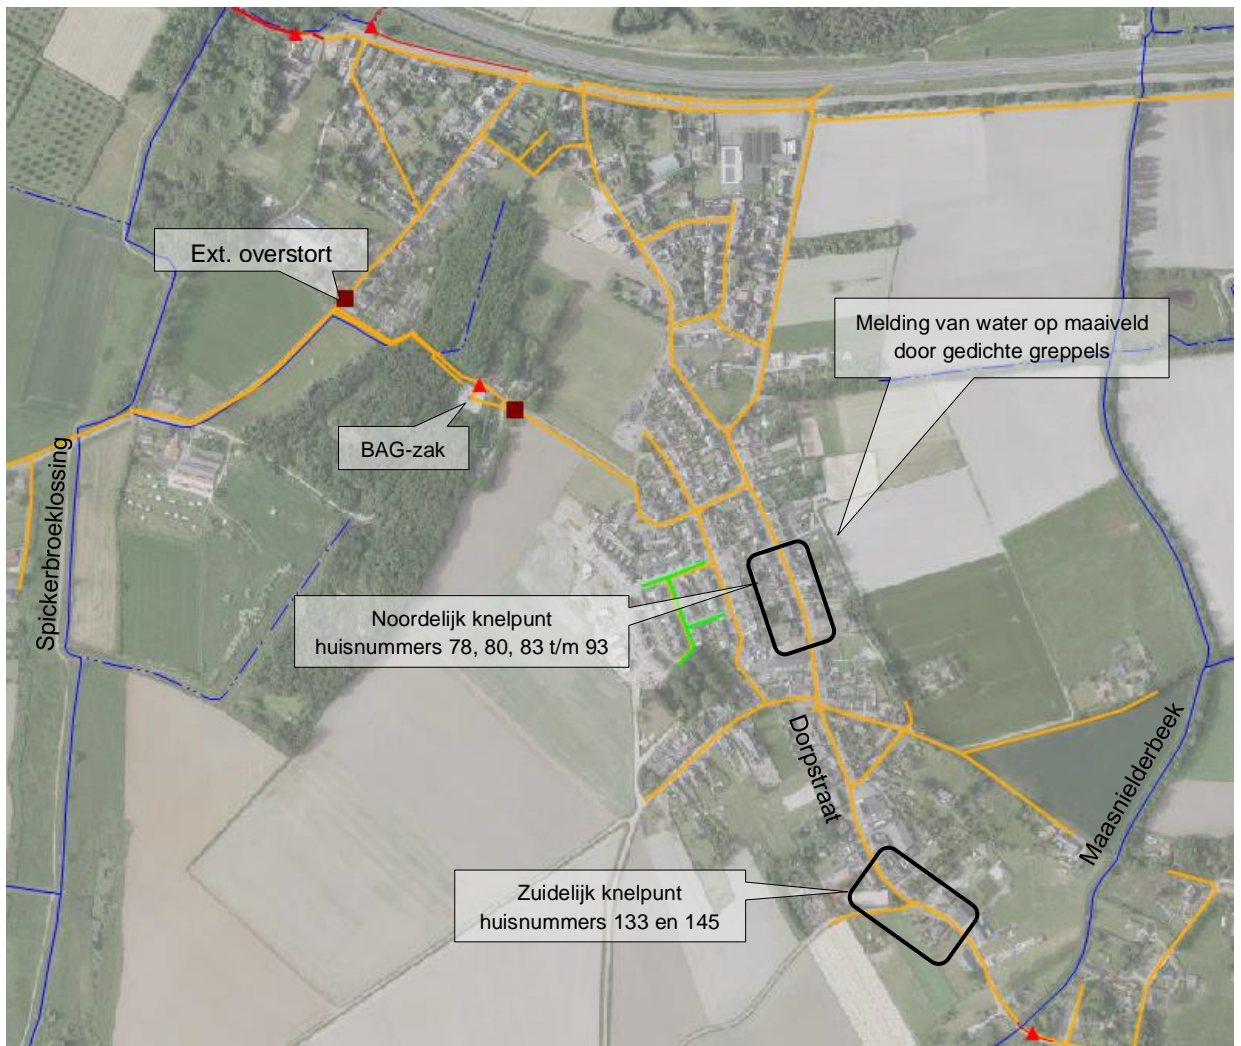 Ext. overstort
Melding van water op maaiveld
door gedichte greppels
BAG-zak
Spickerbroeklossing
Noordelijk knelpunt
huisnummers 78, 80, 83 t/m 93
Dorpstraat
Maasnielderbeek
Zuidelijk knelpunt
huisnummers 133 en 145